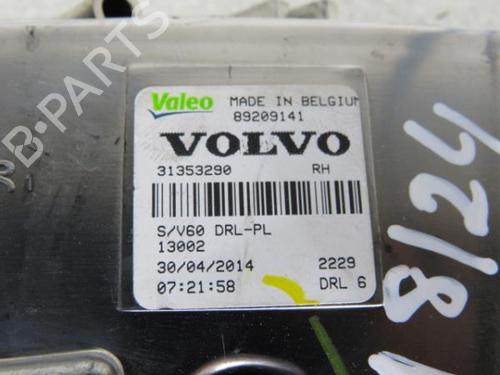 Valeo MADE IN BELGIUM
89209141
VOLVO
31353290 RH
S/V60 DRL-PL
13002
30/04/2014 2229
07:21:58 DRL 6
8/24
B-Parts